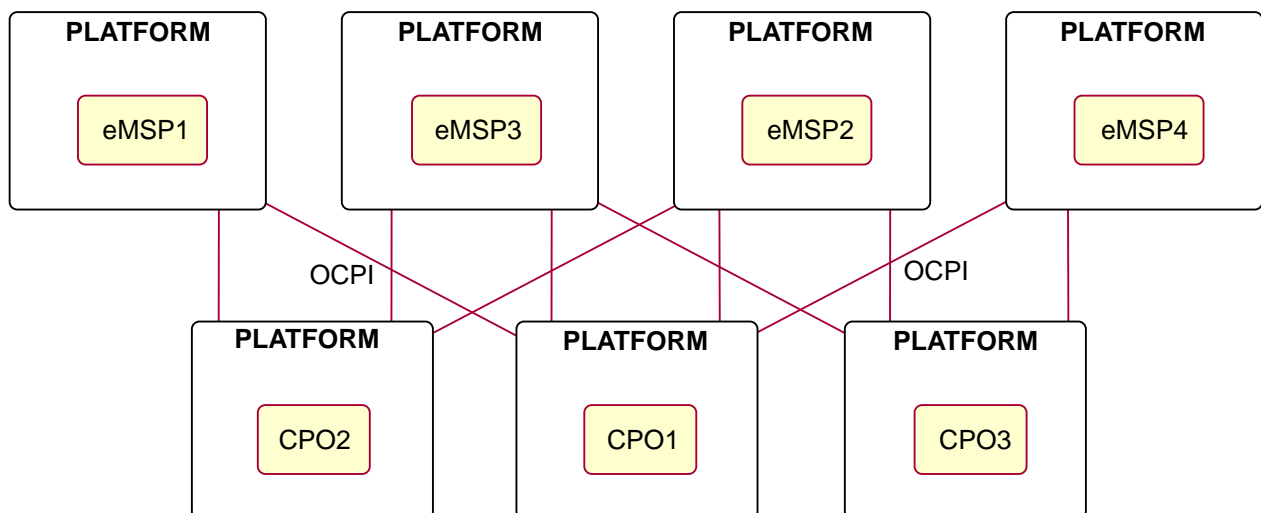 PLATFORM
PLATFORM
PLATFORM
PLATFORM
eMSP1
eMSP3
eMSP2
eMSP4
OCPI
OCPI
PLATFORM
PLATFORM
PLATFORM
CPO2
CPO1
CPO3